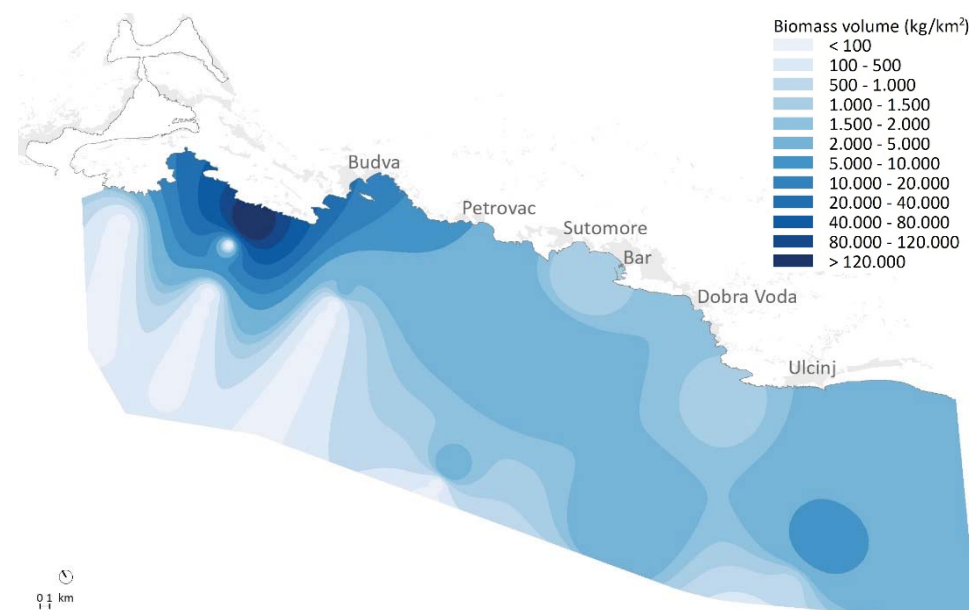 Biomass volume (kg/km²)
< 100
100 - 500
500 - 1.000
1.000 - 1.500
1.500 - 2.000
2.000 - 5.000
5.000 - 10.000
10.000 - 20.000
20.000 - 40.000
40.000 - 80.000
80.000 - 120.000
> 120.000
Budva
Petrovac
Sutomore
Bar
Dobra Voda
Ulcinj
0 1 km